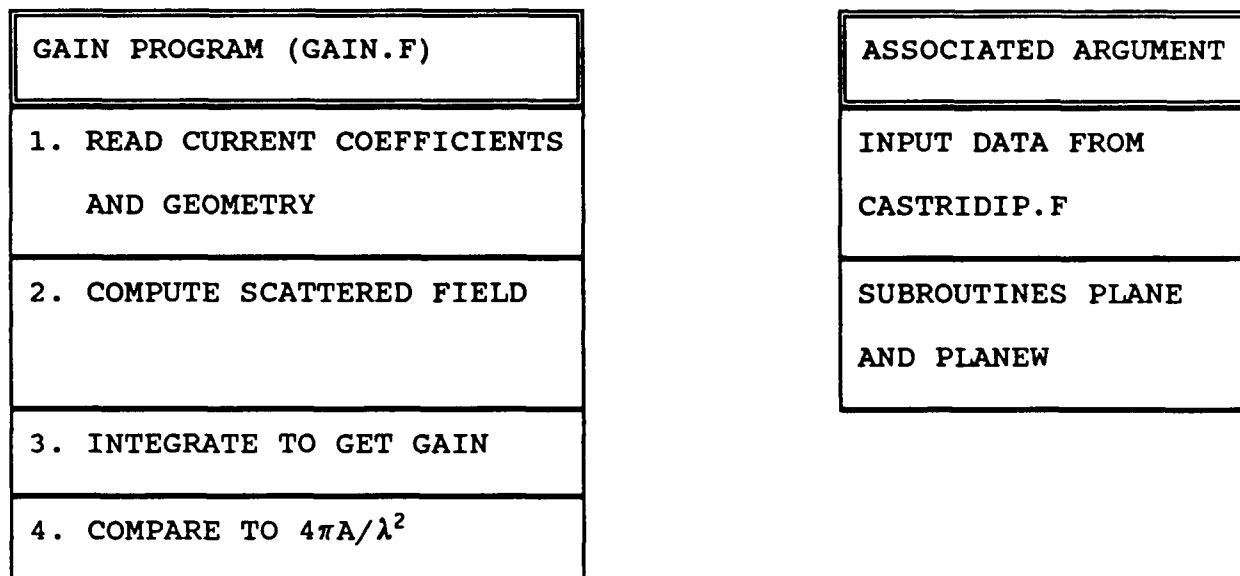 GAIN PROGRAM (GAIN.F)
1. READ CURRENT COEFFICIENTS
AND GEOMETRY
2. COMPUTE SCATTERED FIELD
3. INTEGRATE TO GET GAIN
4. COMPARE TO 4πA/λ²
ASSOCIATED ARGUMENT
INPUT DATA FROM
CASTRIDIP.F
SUBROUTINES PLANE
AND PLANEW